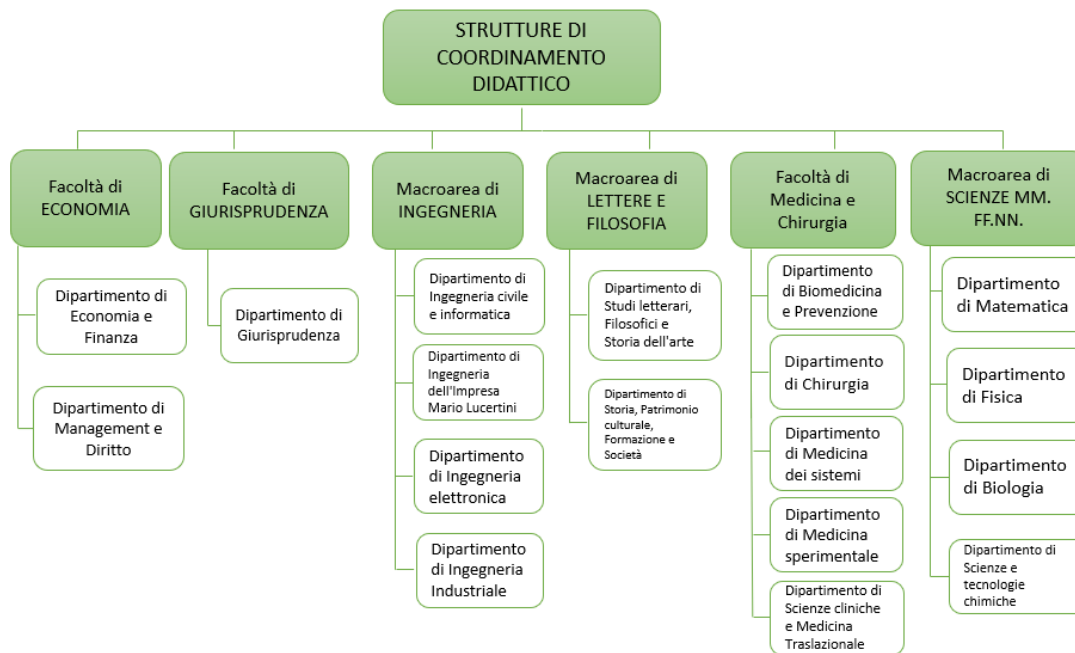 STRUTTURE DI
COORDINAMENTO
DIDATTICO
Facoltà di
ECONOMIA
Dipartimento di
Economia e
Finanza
Dipartimento di
Management e
Diritto
Facoltà di
GIURISPRUDENZA
Dipartimento di
Giurisprudenza
Macroarea di
INGEGNERIA
Dipartimento di
Ingegneria civile
e informatica
Dipartimento di
Ingegneria
dell'Impresa
Mario Lucertini
Dipartimento
di Ingegneria
elettronica
Dipartimento
di Ingegneria
Industriale
Macroarea di
LETTERE E
FILOSOFIA
Dipartimento di
Studi letterari,
Filosofici e
Storia dell'arte
Dipartimento di
Storia, Patrimonio
culturale,
Formazione e
Società
Facoltà di
Medicina e
Chirurgia
Dipartimento
di Biomedicina
e Prevenzione
Dipartimento
di Chirurgia
Dipartimento
di Medicina
dei sistemi
Dipartimento
di Medicina
sperimentale
Dipartimento di
Scienze cliniche
e Medicina
Traslazionale
Macroarea di
SCIENZE MM.
FF.NN.
Dipartimento
di Matematica
Dipartimento
di Fisica
Dipartimento
di Biologia
Dipartimento di
Scienze e
tecnologie
chimiche